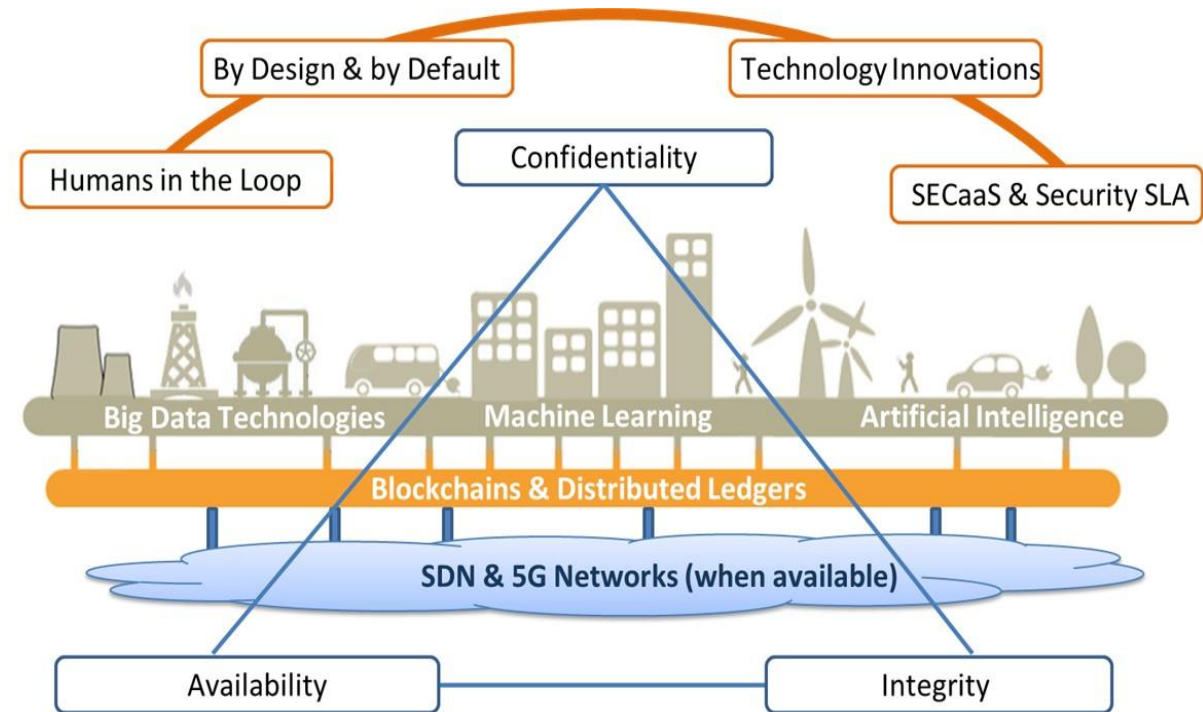 By Design & by Default
Technology Innovations
Humans in the Loop
Confidentiality
SECaaS & Security SLA
Big Data Technologies
Machine Learning
Artificial Intelligence
Blockchains & Distributed Ledgers
SDN & 5G Networks (when available)
Availability
Integrity